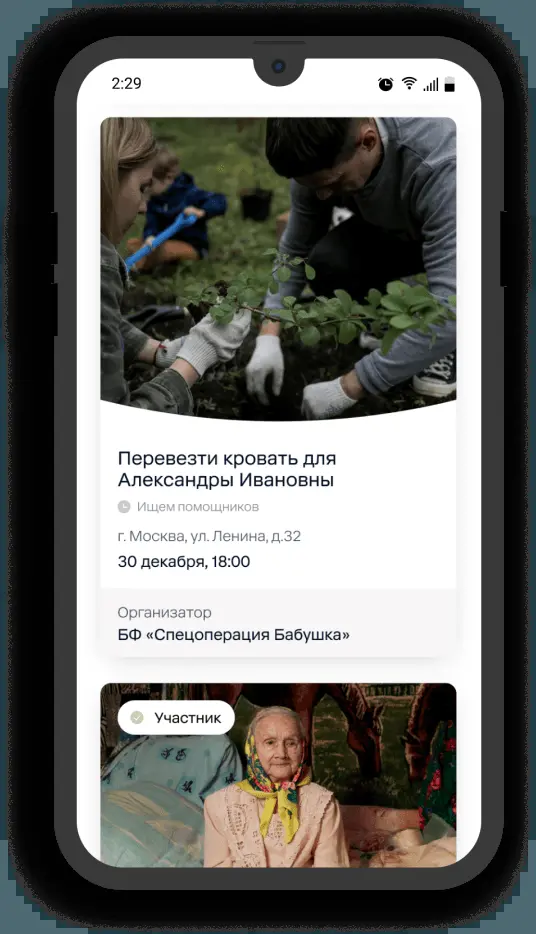 2:29
Перевезти кровать для
Александры Ивановны
Ищем помощников
г. Москва, ул. Ленина, д.32
30 декабря, 18:00
Организатор
БФ «Спецоперация Бабушка»
Участник